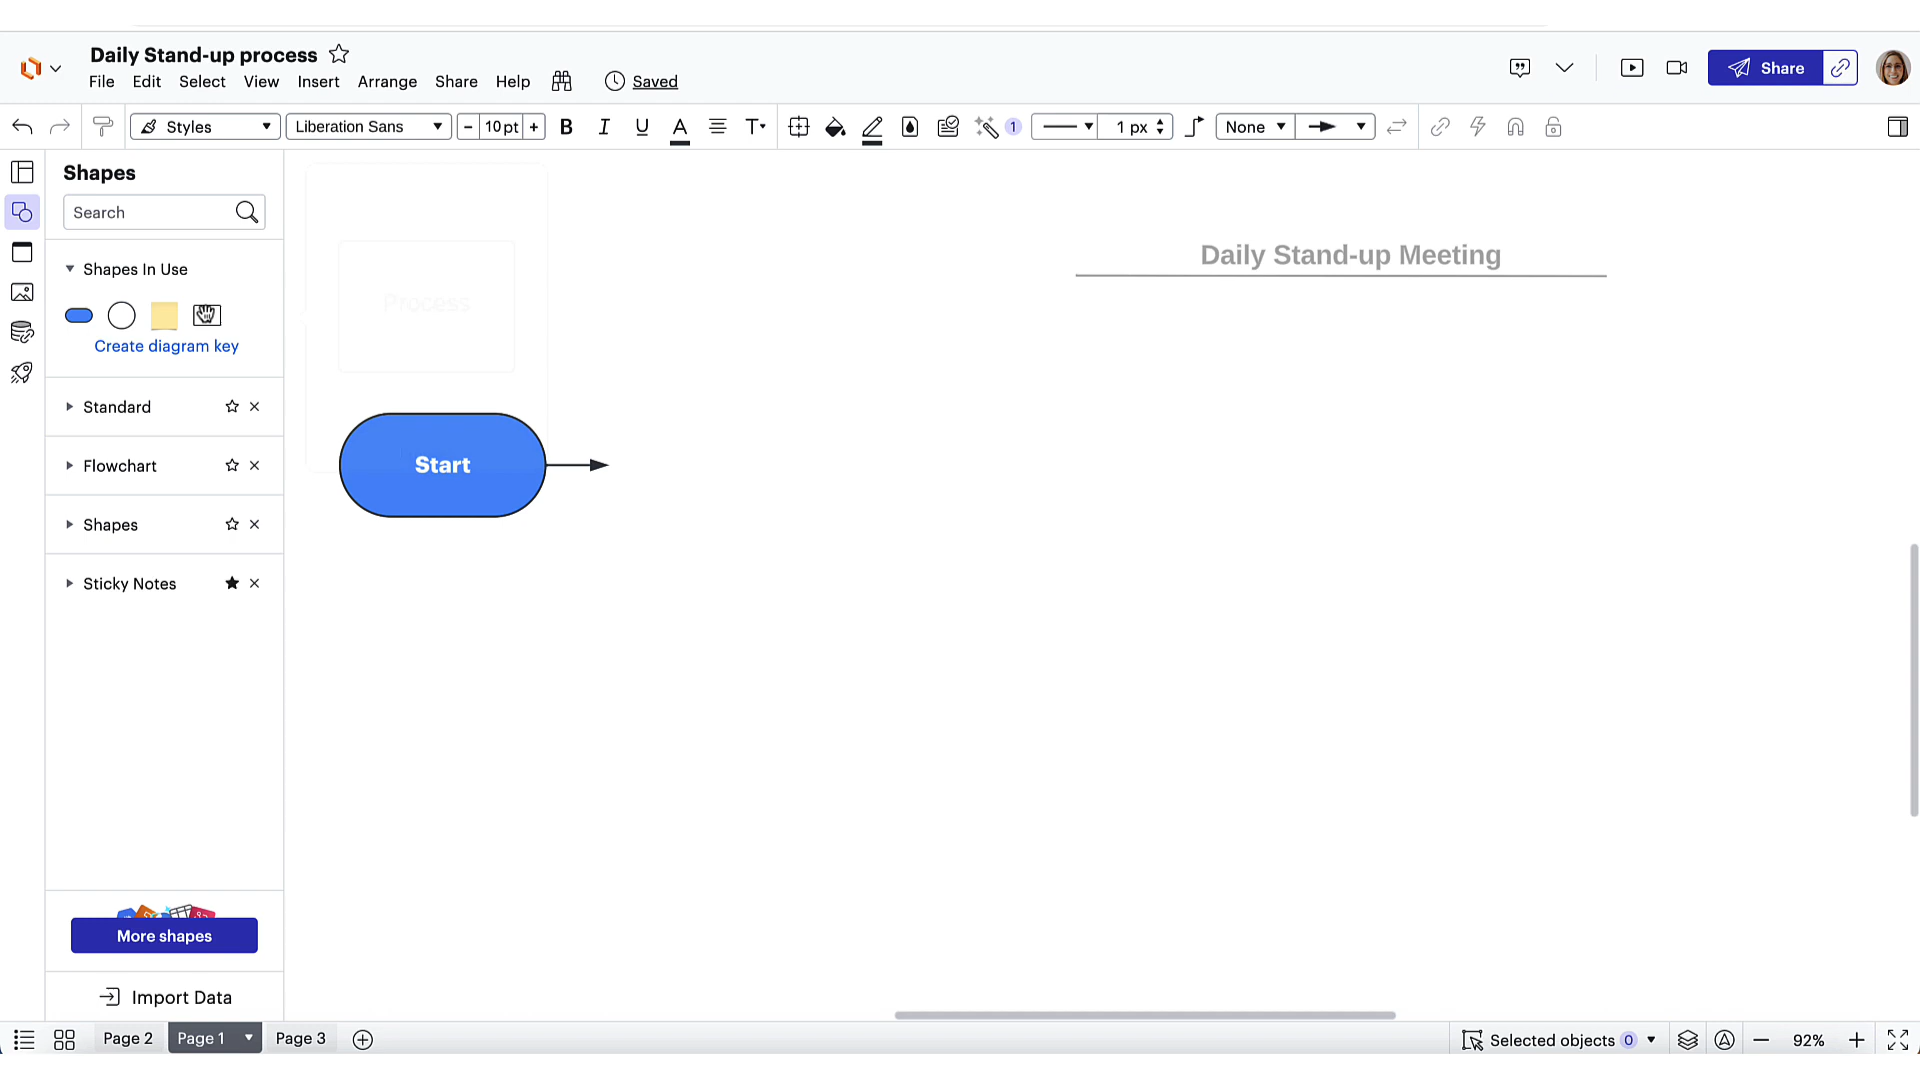 Daily Stand-up process
File Edit Select View Insert Arrange Share Help Saved
Share
Styles Liberation Sans - 10 pt + B I U A T 1 1 px None
Shapes
Search
Shapes In Use
Create diagram key
Standard
Flowchart
Shapes
Sticky Notes
More shapes
Import Data
Process
Start
Daily Stand-up Meeting
Page 2 Page 1 Page 3
Selected objects 0 92%